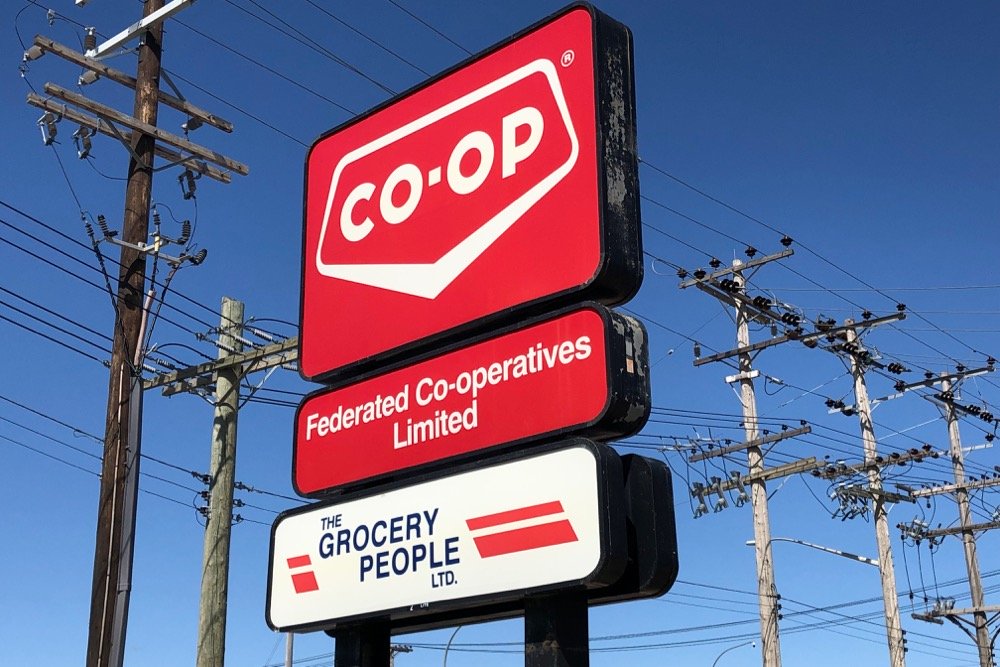 CO-OP®
Federated Co-operatives
Limited
THE
GROCERY
PEOPLE
LTD.